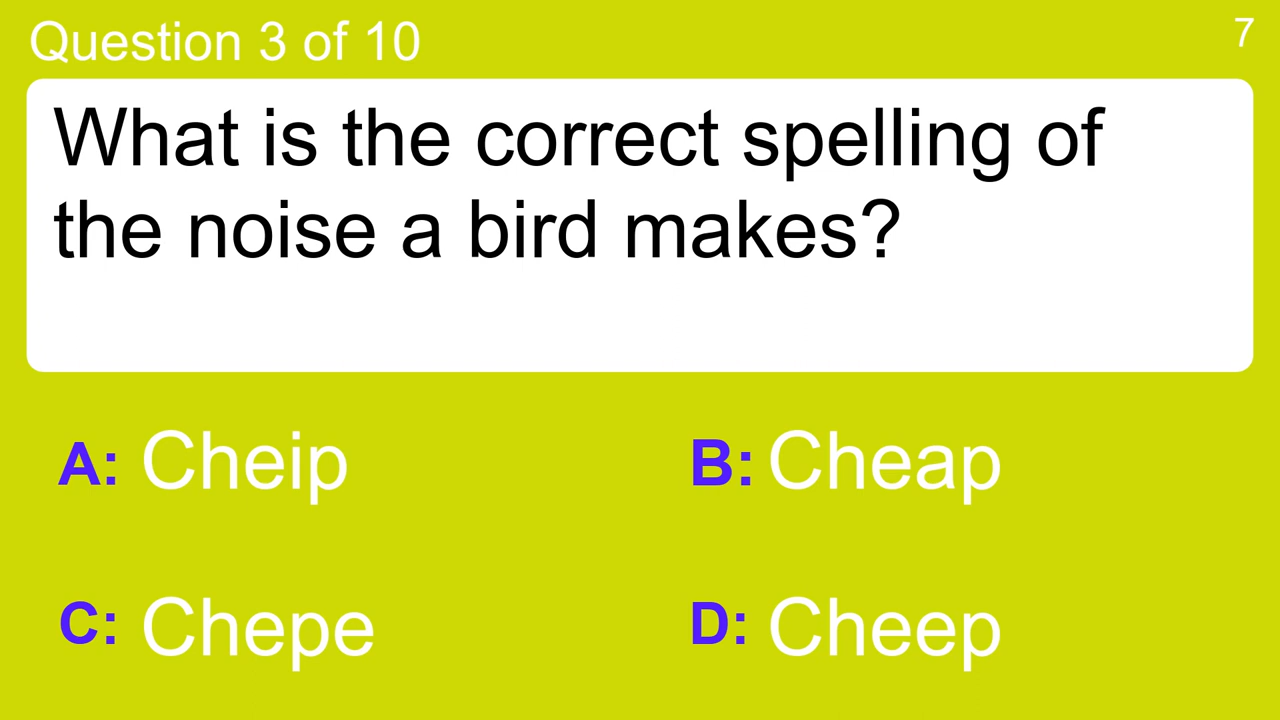 Question 3 of 10
7
What is the correct spelling of
the noise a bird makes?
A: Cheip
B: Cheap
C: Chepe
D: Cheep